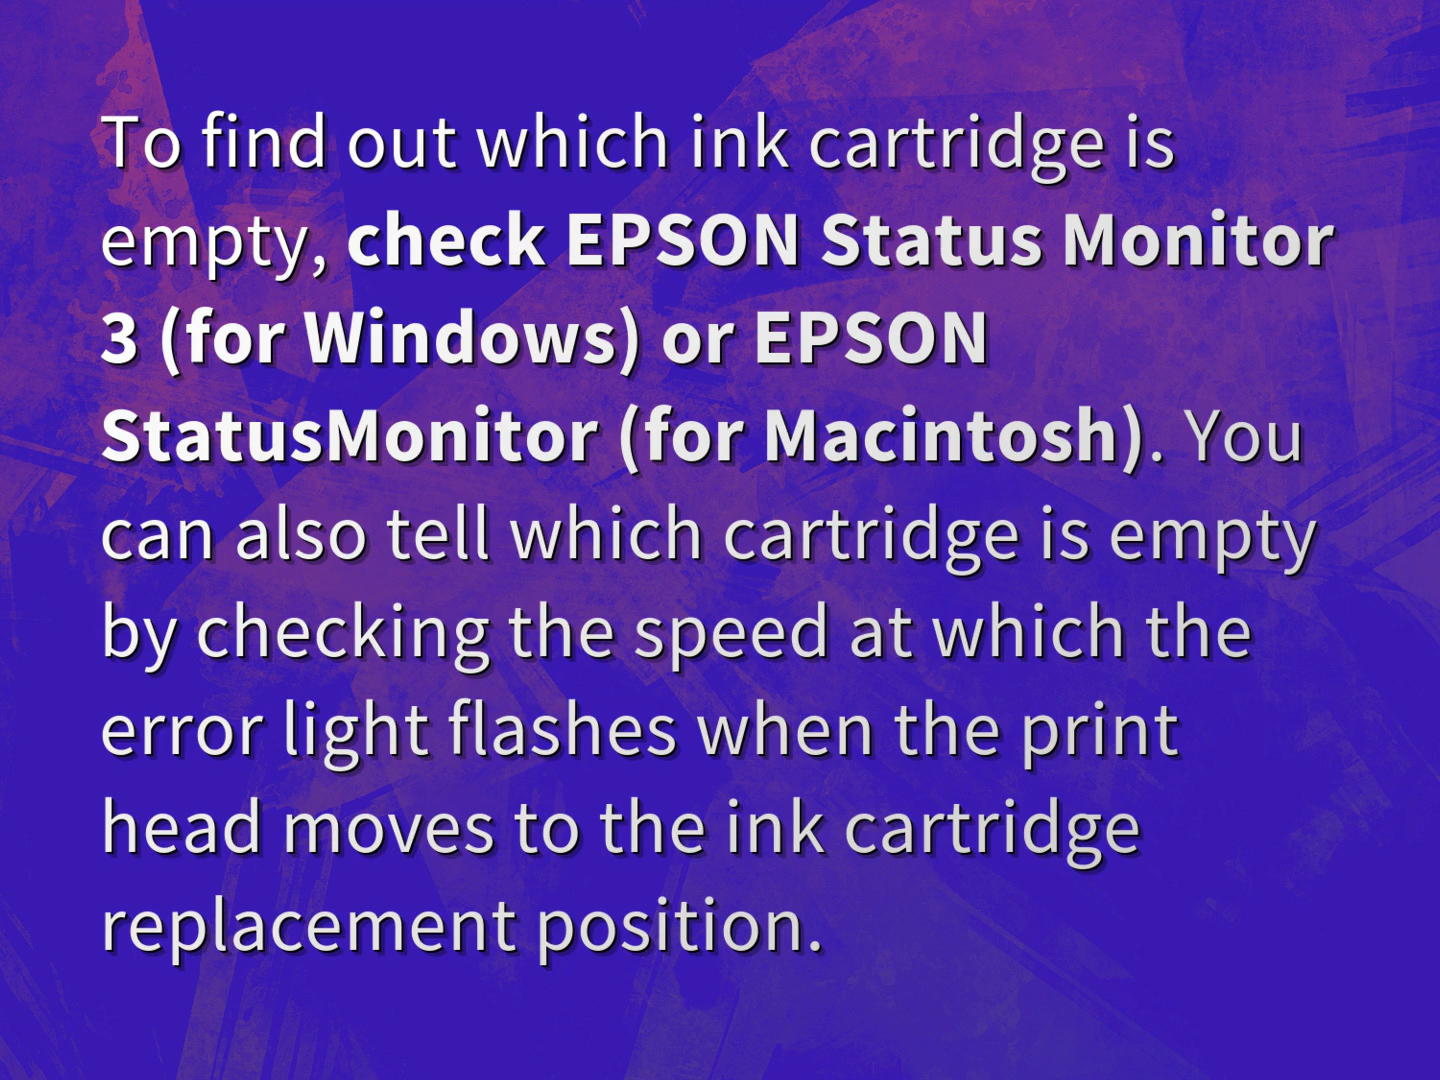 To find out which ink cartridge is
empty, check EPSON Status Monitor
3 (for Windows) or EPSON
StatusMonitor (for Macintosh). You
can also tell which cartridge is empty
by checking the speed at which the
error light flashes when the print
head moves to the ink cartridge
replacement position.